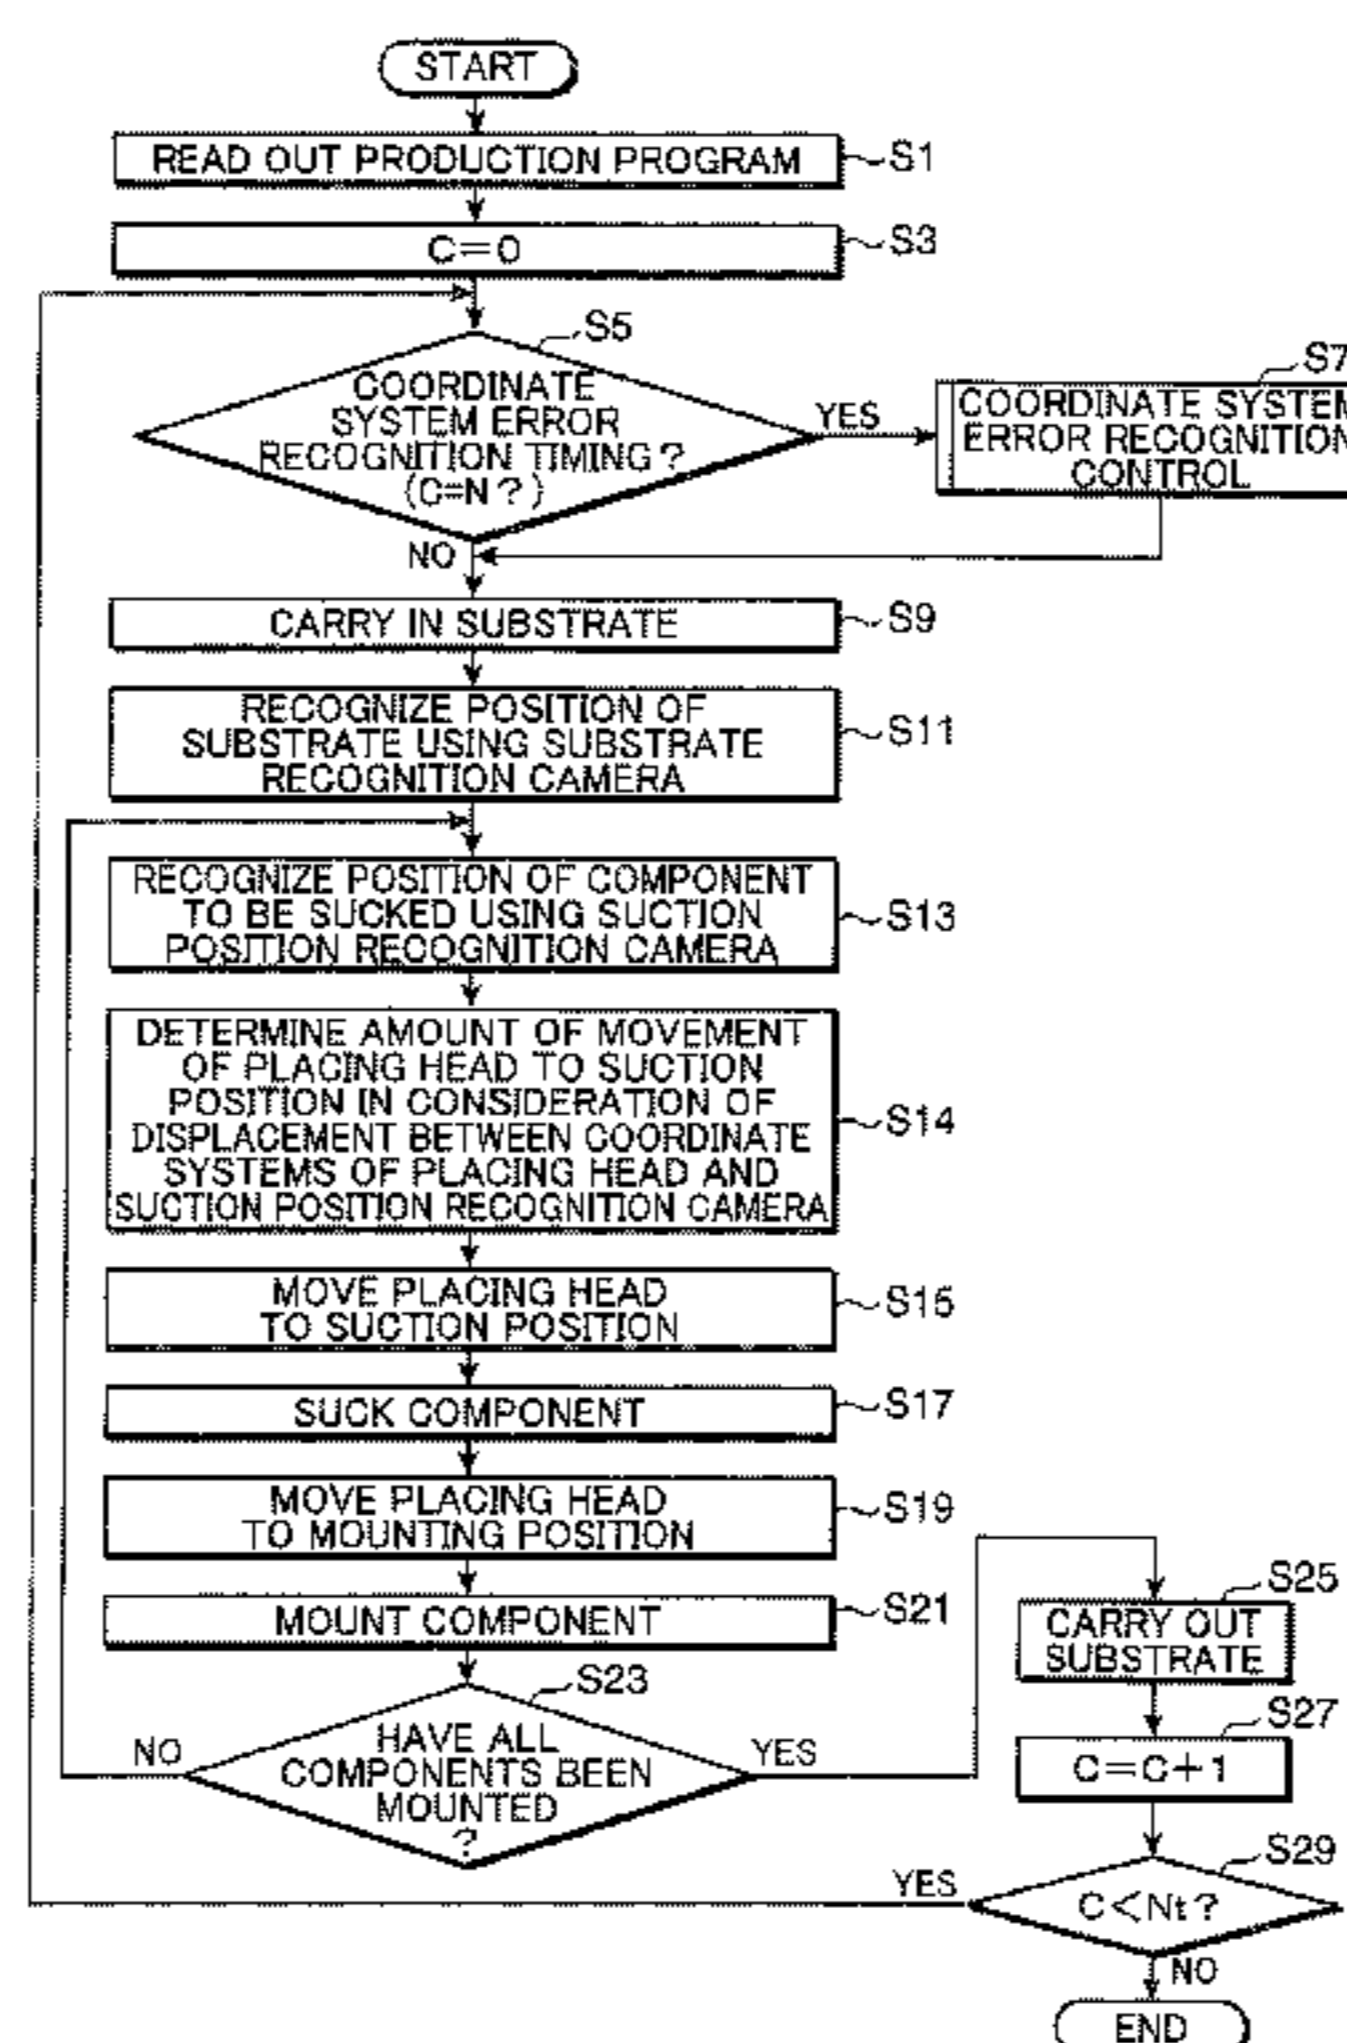 START
READ OUT PRODUCTION PROGRAM
S1
C=0
S3
S5
COORDINATE
SYSTEM ERROR
RECOGNITION TIMING?
(C=N?)
YES
S7
COORDINATE SYSTEM
ERROR RECOGNITION
CONTROL
NO
CARRY IN SUBSTRATE
S9
RECOGNIZE POSITION OF
SUBSTRATE USING SUBSTRATE
RECOGNITION CAMERA
S11
RECOGNIZE POSITION OF COMPONENT
TO BE SUCKED USING SUCTION
POSITION RECOGNITION CAMERA
S13
DETERMINE AMOUNT OF MOVEMENT
OF PLACING HEAD TO SUCTION
POSITION IN CONSIDERATION OF
DISPLACEMENT BETWEEN COORDINATE
SYSTEMS OF PLACING HEAD AND
SUCTION POSITION RECOGNITION CAMERA
S14
MOVE PLACING HEAD
TO SUCTION POSITION
S15
SUCK COMPONENT
S17
MOVE PLACING HEAD
TO MOUNTING POSITION
S19
MOUNT COMPONENT
S21
S23
HAVE ALL
COMPONENTS BEEN
MOUNTED
?
NO
YES
S25
CARRY OUT
SUBSTRATE
S27
C=C+1
S29
C<Nt?
YES
NO
END